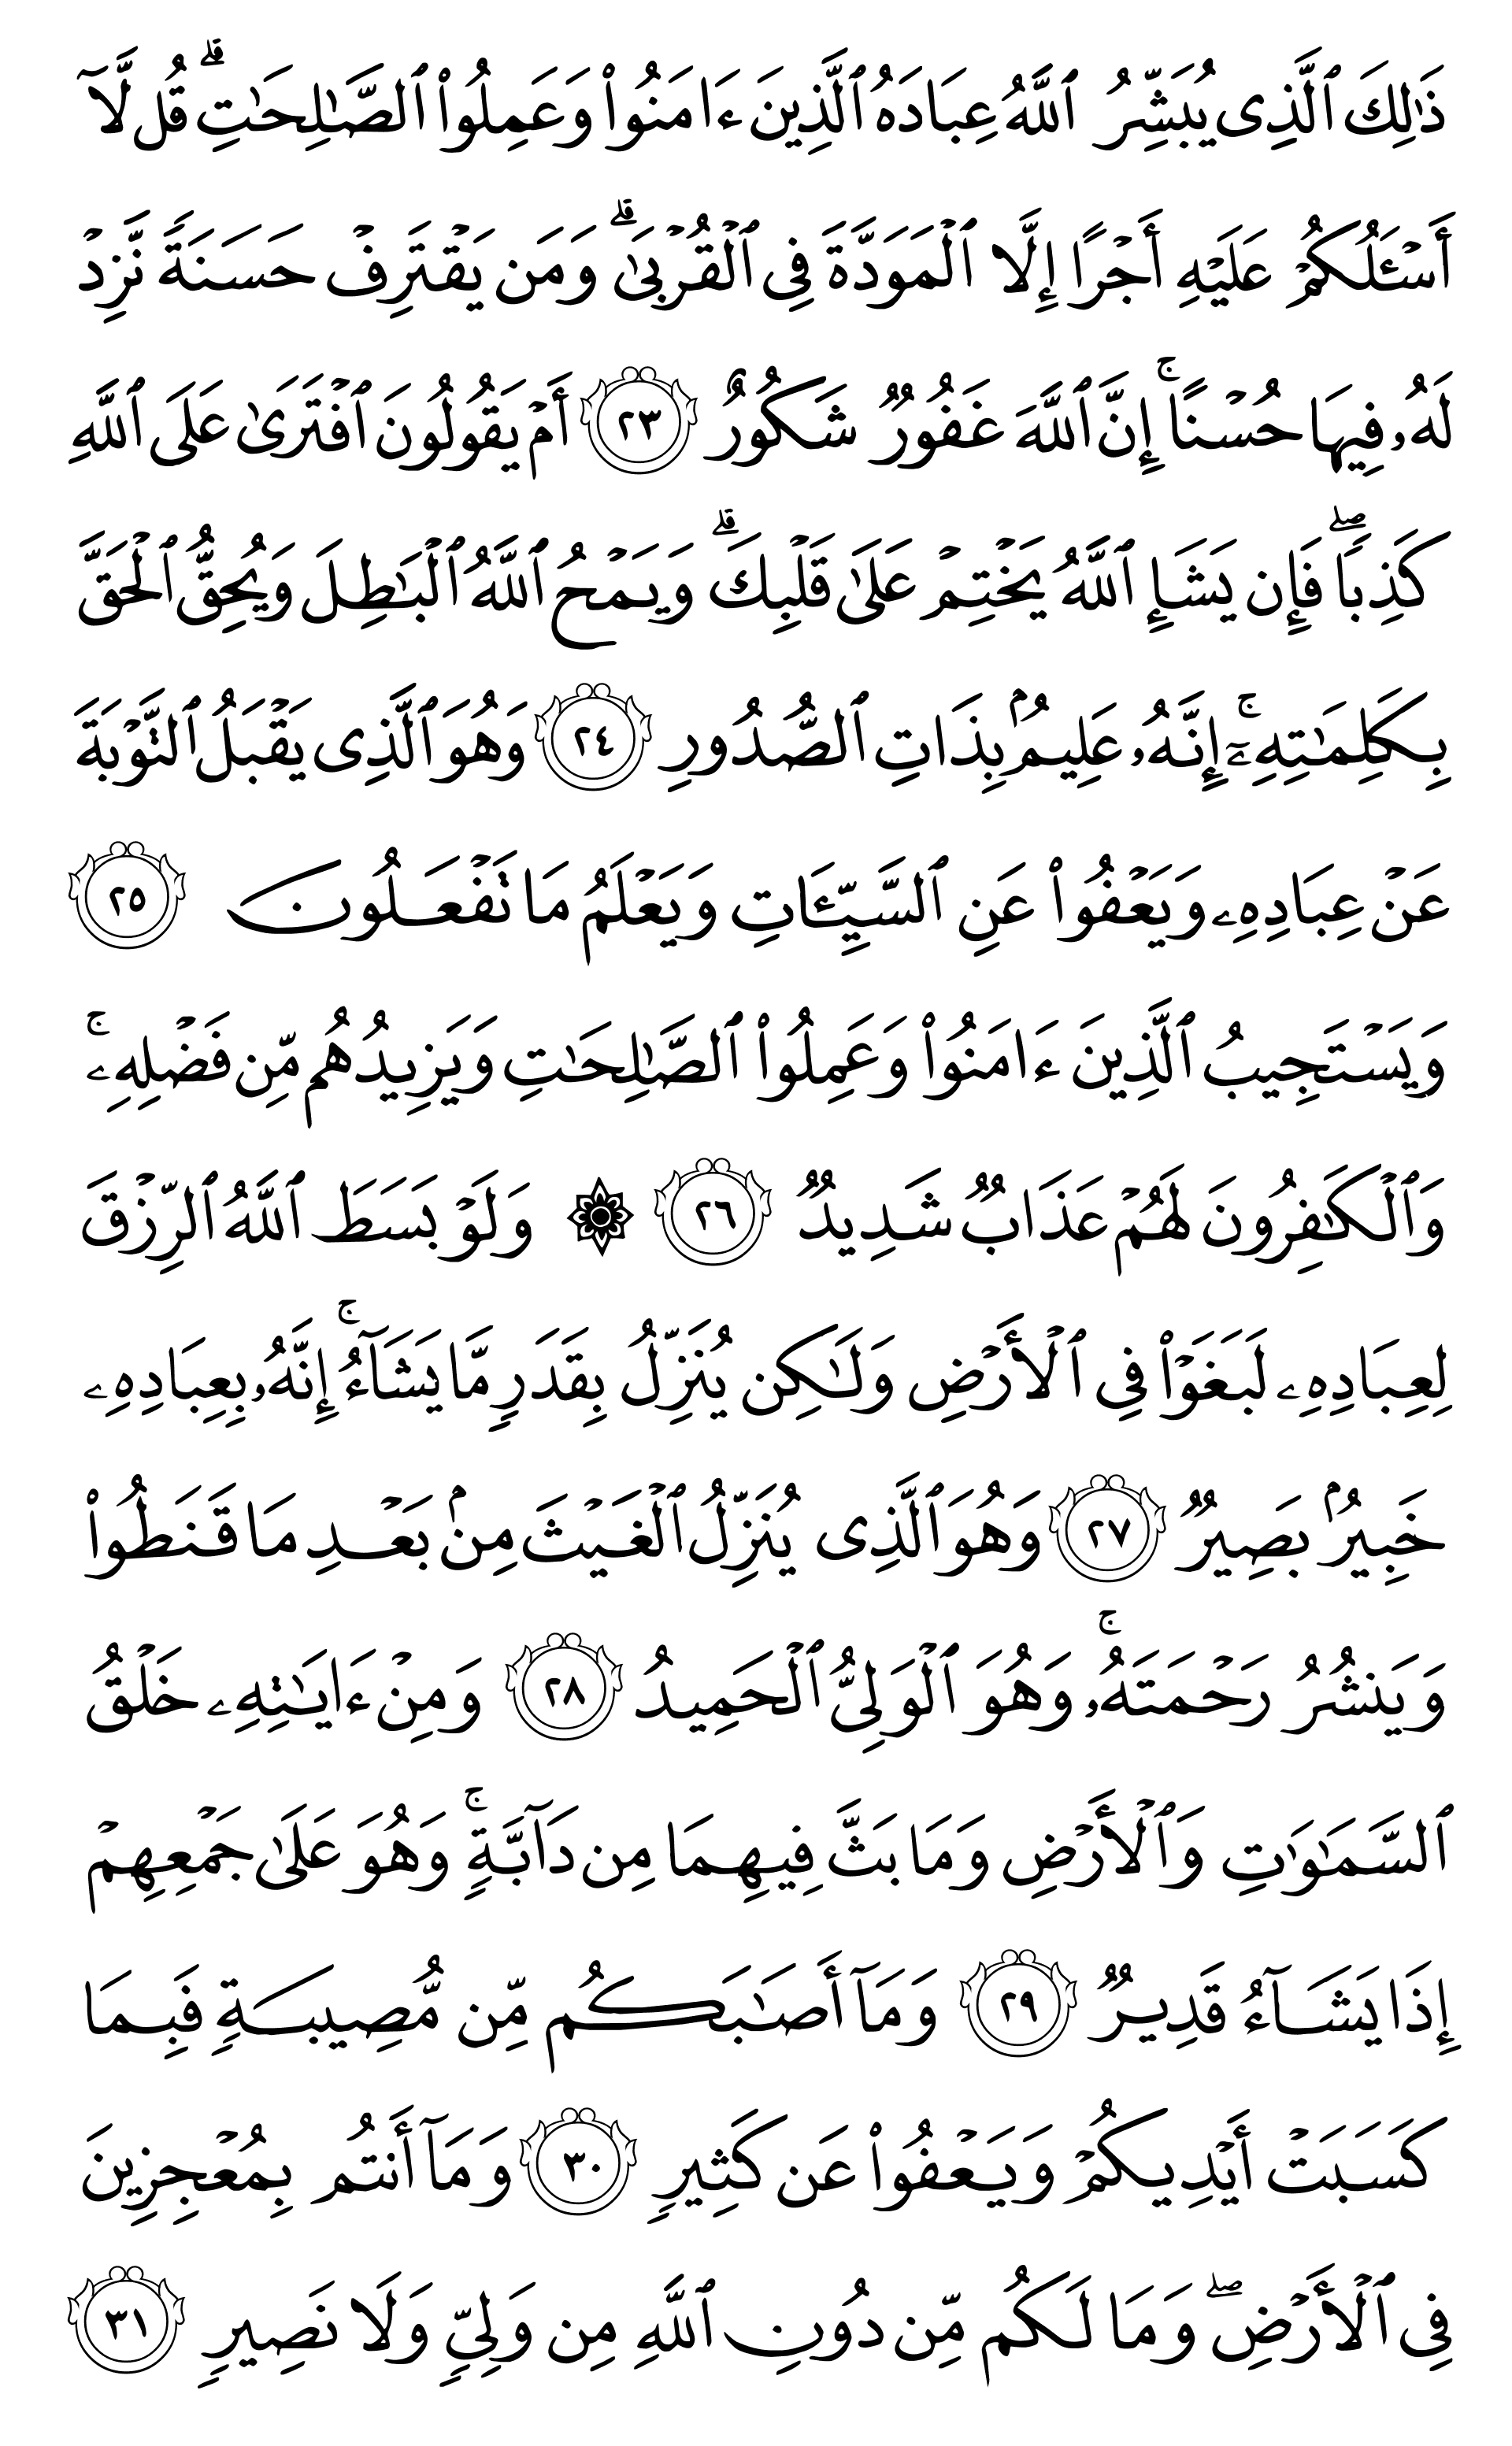 ذَٰلِكَ ٱلَّذِى يُبَشِّرُ ٱللَّهُ عِبَادَهُ ٱلَّذِينَ ءَامَنُوا۟ وَعَمِلُوا۟ ٱلصَّٰلِحَٰتِ ۗ قُل لَّآ
أَسْـَٔلُكُمْ عَلَيْهِ أَجْرًا إِلَّا ٱلْمَوَدَّةَ فِى ٱلْقُرْبَىٰ ۗ وَمَن يَقْتَرِفْ حَسَنَةً نَّزِدْ
لَهُۥ فِيهَا حُسْنًا ۚ إِنَّ ٱللَّهَ غَفُورٌ شَكُورٌ ٢٣ أَمْ يَقُولُونَ ٱفْتَرَىٰ عَلَى ٱللَّهِ
كَذِبًا ۖ فَإِن يَشَإِ ٱللَّهُ يَخْتِمْ عَلَىٰ قَلْبِكَ ۗ وَيَمْحُ ٱللَّهُ ٱلْبَٰطِلَ وَيُحِقُّ ٱلْحَقَّ
بِكَلِمَٰتِهِۦٓ ۚ إِنَّهُۥ عَلِيمٌۢ بِذَاتِ ٱلصُّدُورِ ٢٤ وَهُوَ ٱلَّذِى يَقْبَلُ ٱلتَّوْبَةَ
عَنْ عِبَادِهِۦ وَيَعْفُوا۟ عَنِ ٱلسَّيِّـَٔاتِ وَيَعْلَمُ مَا تَفْعَلُونَ ٢٥
وَيَسْتَجِيبُ ٱلَّذِينَ ءَامَنُوا۟ وَعَمِلُوا۟ ٱلصَّٰلِحَٰتِ وَيَزِيدُهُم مِّن فَضْلِهِۦ ۚ
وَٱلْكَٰفِرُونَ لَهُمْ عَذَابٌ شَدِيدٌ ٢٦ ۞ وَلَوْ بَسَطَ ٱللَّهُ ٱلرِّزْقَ
لِعِبَادِهِۦ لَبَغَوْا۟ فِى ٱلْأَرْضِ وَلَٰكِن يُنَزِّلُ بِقَدَرٍ مَّا يَشَآءُ ۚ إِنَّهُۥ بِعِبَادِهِۦ
خَبِيرٌۢ بَصِيرٌ ٢٧ وَهُوَ ٱلَّذِى يُنَزِّلُ ٱلْغَيْثَ مِنۢ بَعْدِ مَا قَنَطُوا۟
وَيَنشُرُ رَحْمَتَهُۥ ۚ وَهُوَ ٱلْوَلِىُّ ٱلْحَمِيدُ ٢٨ وَمِنْ ءَايَٰتِهِۦ خَلْقُ
ٱلسَّمَٰوَٰتِ وَٱلْأَرْضِ وَمَا بَثَّ فِيهِمَا مِن دَآبَّةٍ ۚ وَهُوَ عَلَىٰ جَمْعِهِمْ
إِذَا يَشَآءُ قَدِيرٌ ٢٩ وَمَآ أَصَٰبَكُم مِّن مُّصِيبَةٍ فَبِمَا
كَسَبَتْ أَيْدِيكُمْ وَيَعْفُوا۟ عَن كَثِيرٍ ٣٠ وَمَآ أَنتُم بِمُعْجِزِينَ
فِى ٱلْأَرْضِ ۖ وَمَا لَكُم مِّن دُونِ ٱللَّهِ مِن وَلِىٍّ وَلَا نَصِيرٍ ٣١